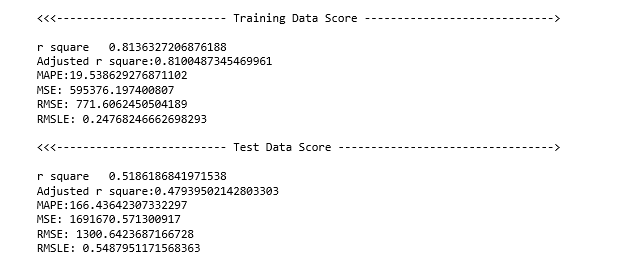 <<<-------------------------- Training Data Score ----------------------------->
r square   0.8136327206876188
Adjusted r square:0.8100487345469961
MAPE:19.538629276871102
MSE: 595376.197400807
RMSE: 771.6062450504189
RMSLE: 0.24768246662698293
<<<-------------------------- Test Data Score --------------------------------->
r square   0.5186186841971538
Adjusted r square:0.47939502142803303
MAPE:166.43642307332297
MSE: 1691670.571300917
RMSE: 1300.6423687166728
RMSLE: 0.5487951171568363